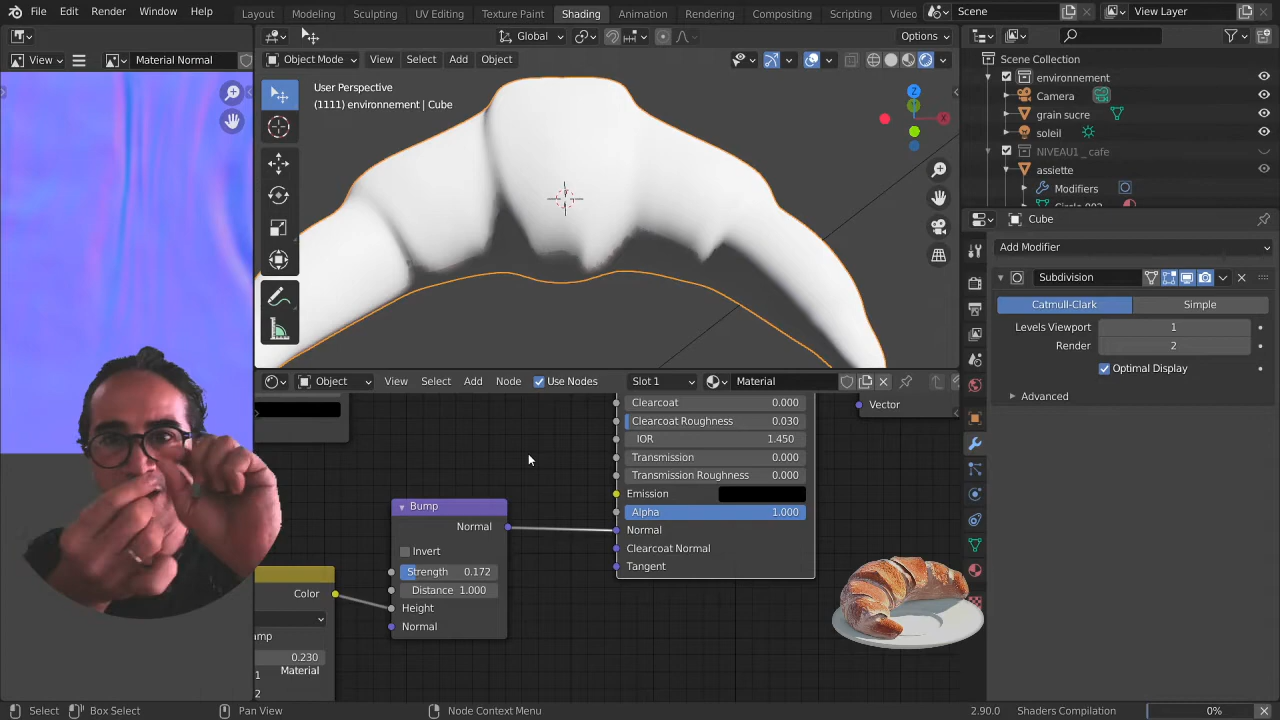 File Edit Render Window Help Layout Modeling Sculpting UV Editing Texture Paint Shading Animation Rendering Compositing Scripting Video Scene View Layer
View Material Normal
Global Options
Object Mode View Select Add Object
User Perspective
(1111) environnement | Cube
Z
Y
X
Scene Collection
environnement
Camera
grain sucre
soleil
NIVEAU1_cafe
assiette
Modifiers
Cube
Add Modifier
Subdivision
Catmull-Clark Simple
Levels Viewport 1
Render 2
Optimal Display
Advanced
Object View Select Add Node Use Nodes Slot 1 Material
Clearcoat 0.000
Clearcoat Roughness 0.030
IOR 1.450
Transmission 0.000
Transmission Roughness 0.000
Emission
Alpha 1.000
Normal
Clearcoat Normal
Tangent
Vector
Bump
Normal
Invert
Strength 0.172
Distance 1.000
Height
Normal
Color
amp
0.230
Material
1
2
Select Box Select Pan View Node Context Menu 2.90.0 Shaders Compilation 0%